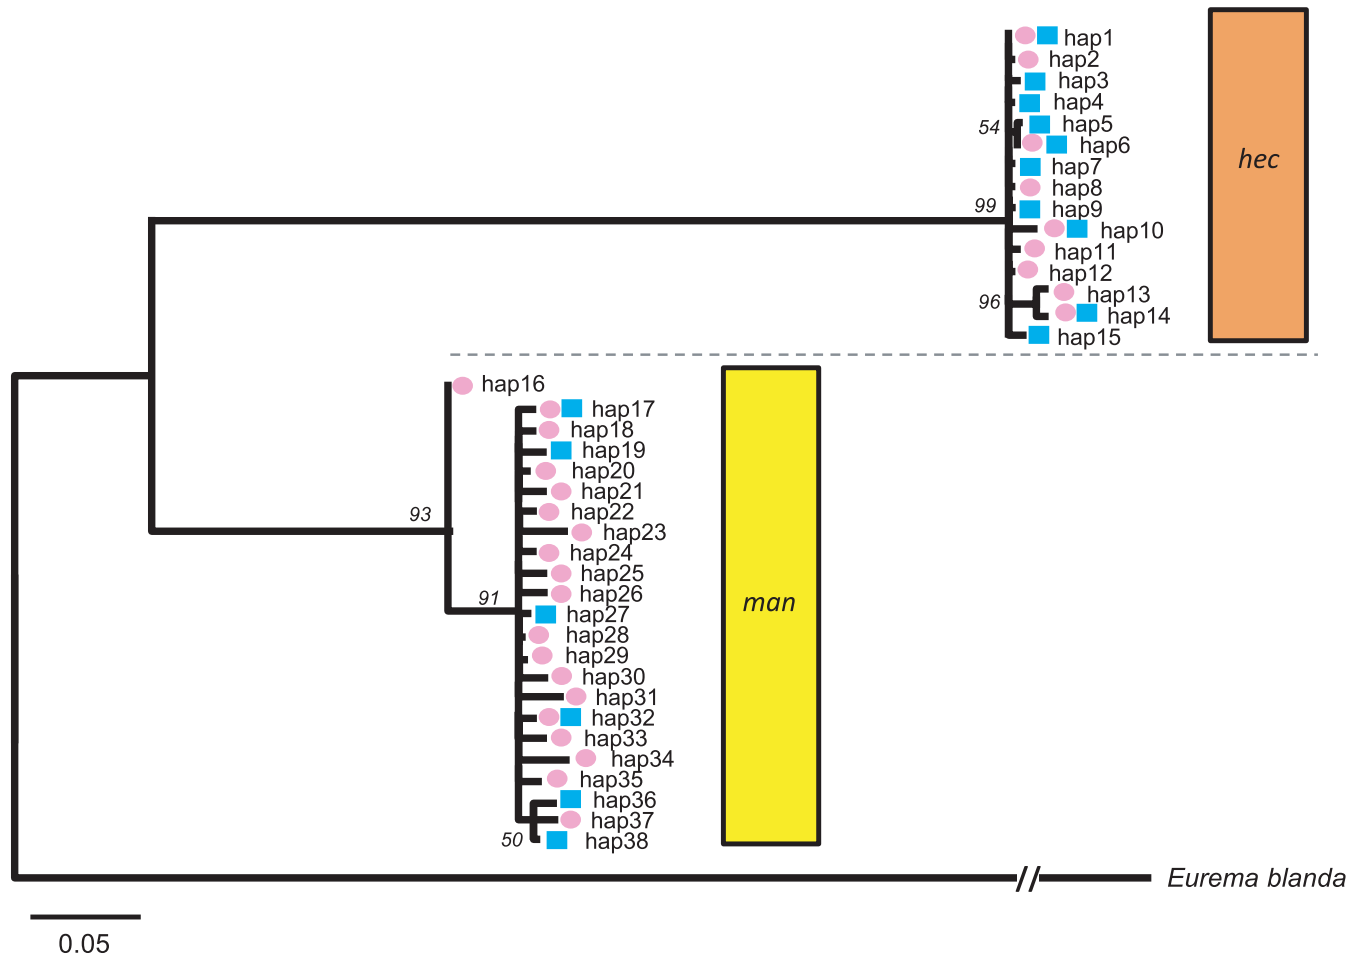 hap1
hap2
hap3
hap4
54
hap5
hap6
hap7
hec
hap8
99
hap9
hap10
hap11
hap12
hap13
96
hap14
hap15
hap16
hap17
hap18
hap19
hap20
hap21
93
hap22
hap23
hap24
hap25
hap26
91
man
hap27
hap28
hap29
hap30
hap31
hap32
hap33
hap34
hap35
hap36
hap37
50
hap38
Eurema blanda
0.05